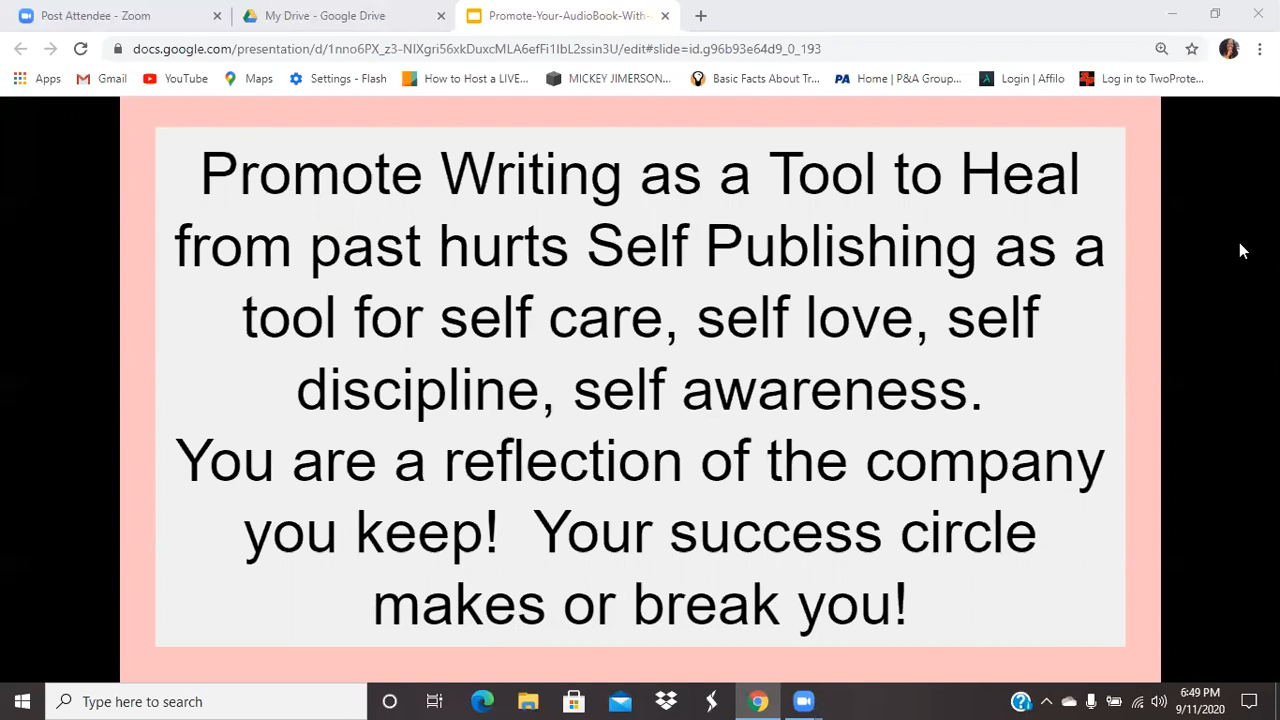 Post Attendee - Zoom
My Drive - Google Drive
Promote-Your-AudioBook-With-
docs.google.com/presentation/d/1nno6PX_z3-NIXgri56xkDuxcMLA6efFi1IbL2ssin3U/edit#slide=id.g96b93e64d9_0_193
Apps
Gmail
YouTube
Maps
Settings - Flash
How to Host a LIVE...
MICKEY JIMERSON...
Basic Facts About Tr...
Home | P&A Group...
Login | Affilo
Log in to TwoProte...
Promote Writing as a Tool to Heal
from past hurts Self Publishing as a
tool for self care, self love, self
discipline, self awareness.
You are a reflection of the company
you keep! Your success circle
makes or break you!
Type here to search
6:49 PM
9/11/2020